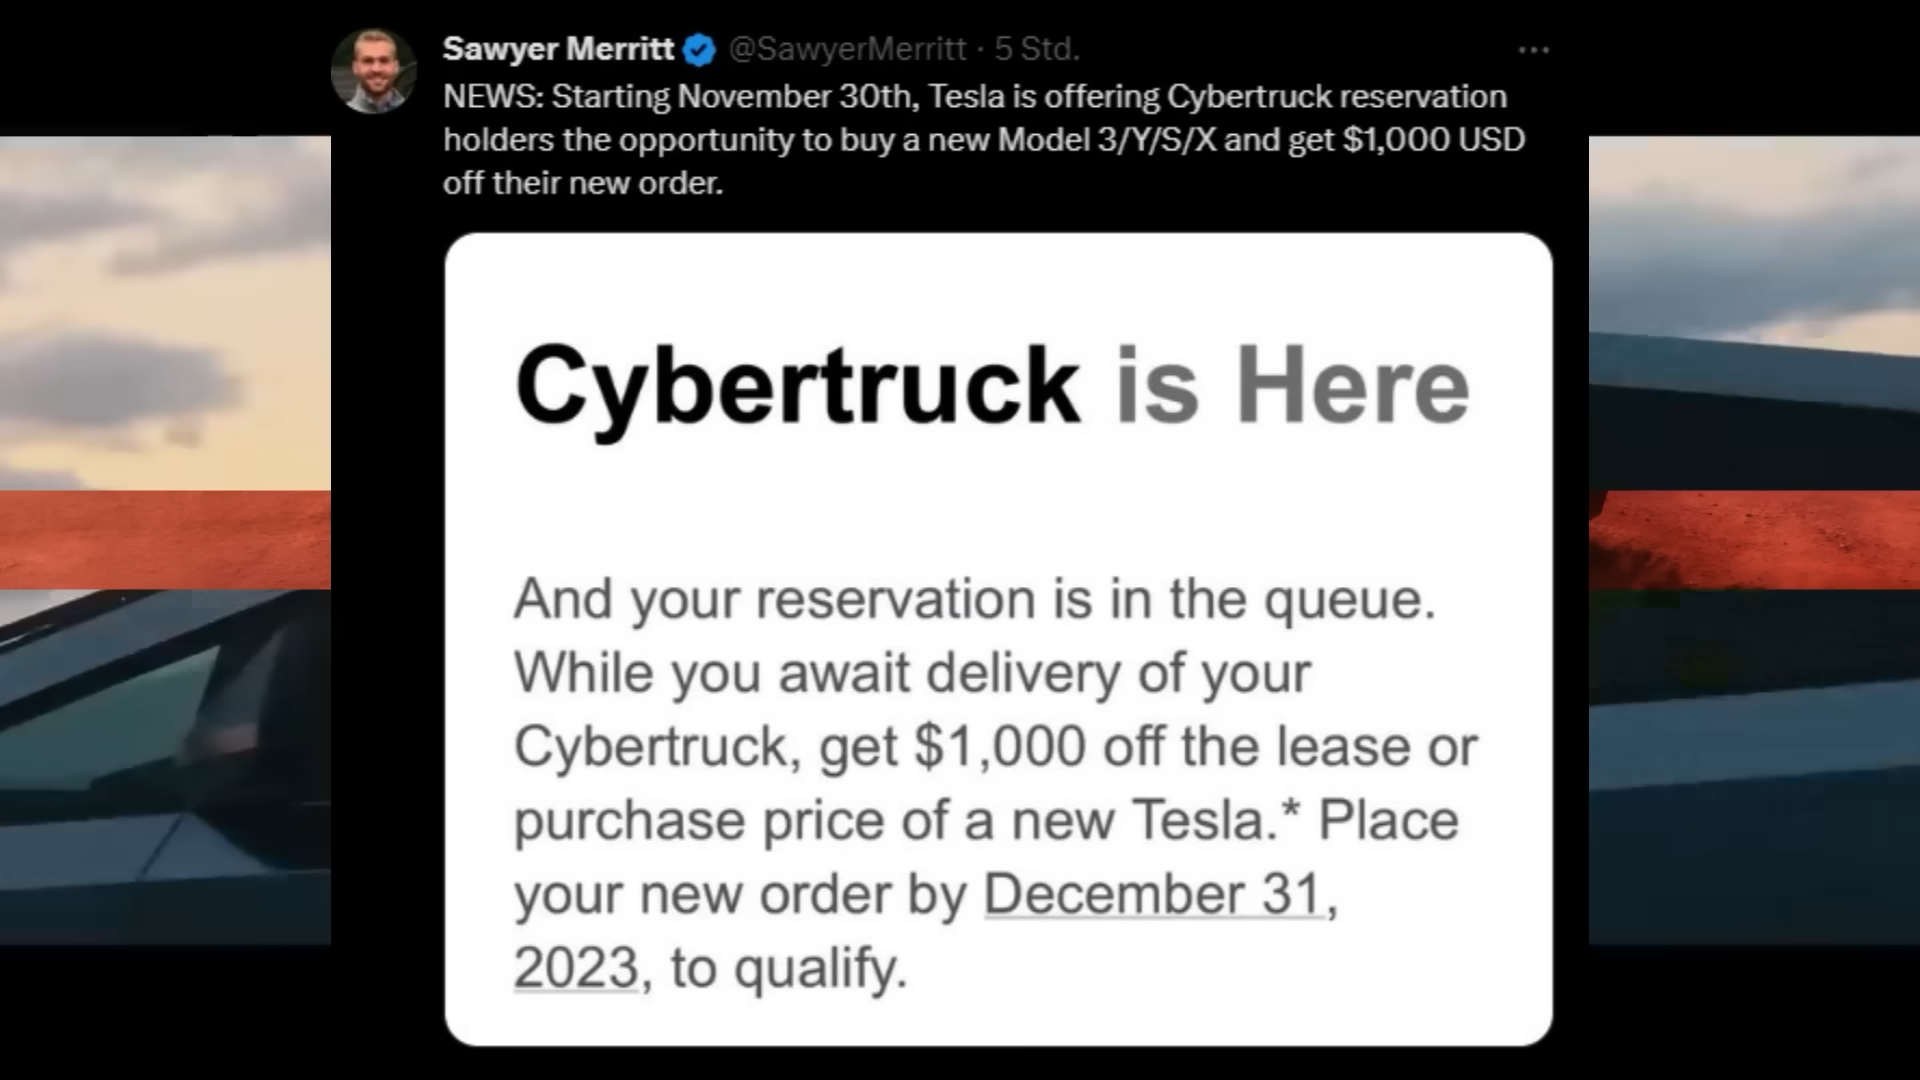 Sawyer Merritt @SawyerMerritt · 5 Std.
NEWS: Starting November 30th, Tesla is offering Cybertruck reservation
holders the opportunity to buy a new Model 3/Y/S/X and get $1,000 USD
off their new order.
Cybertruck is Here
And your reservation is in the queue.
While you await delivery of your
Cybertruck, get $1,000 off the lease or
purchase price of a new Tesla.* Place
your new order by December 31,
2023, to qualify.